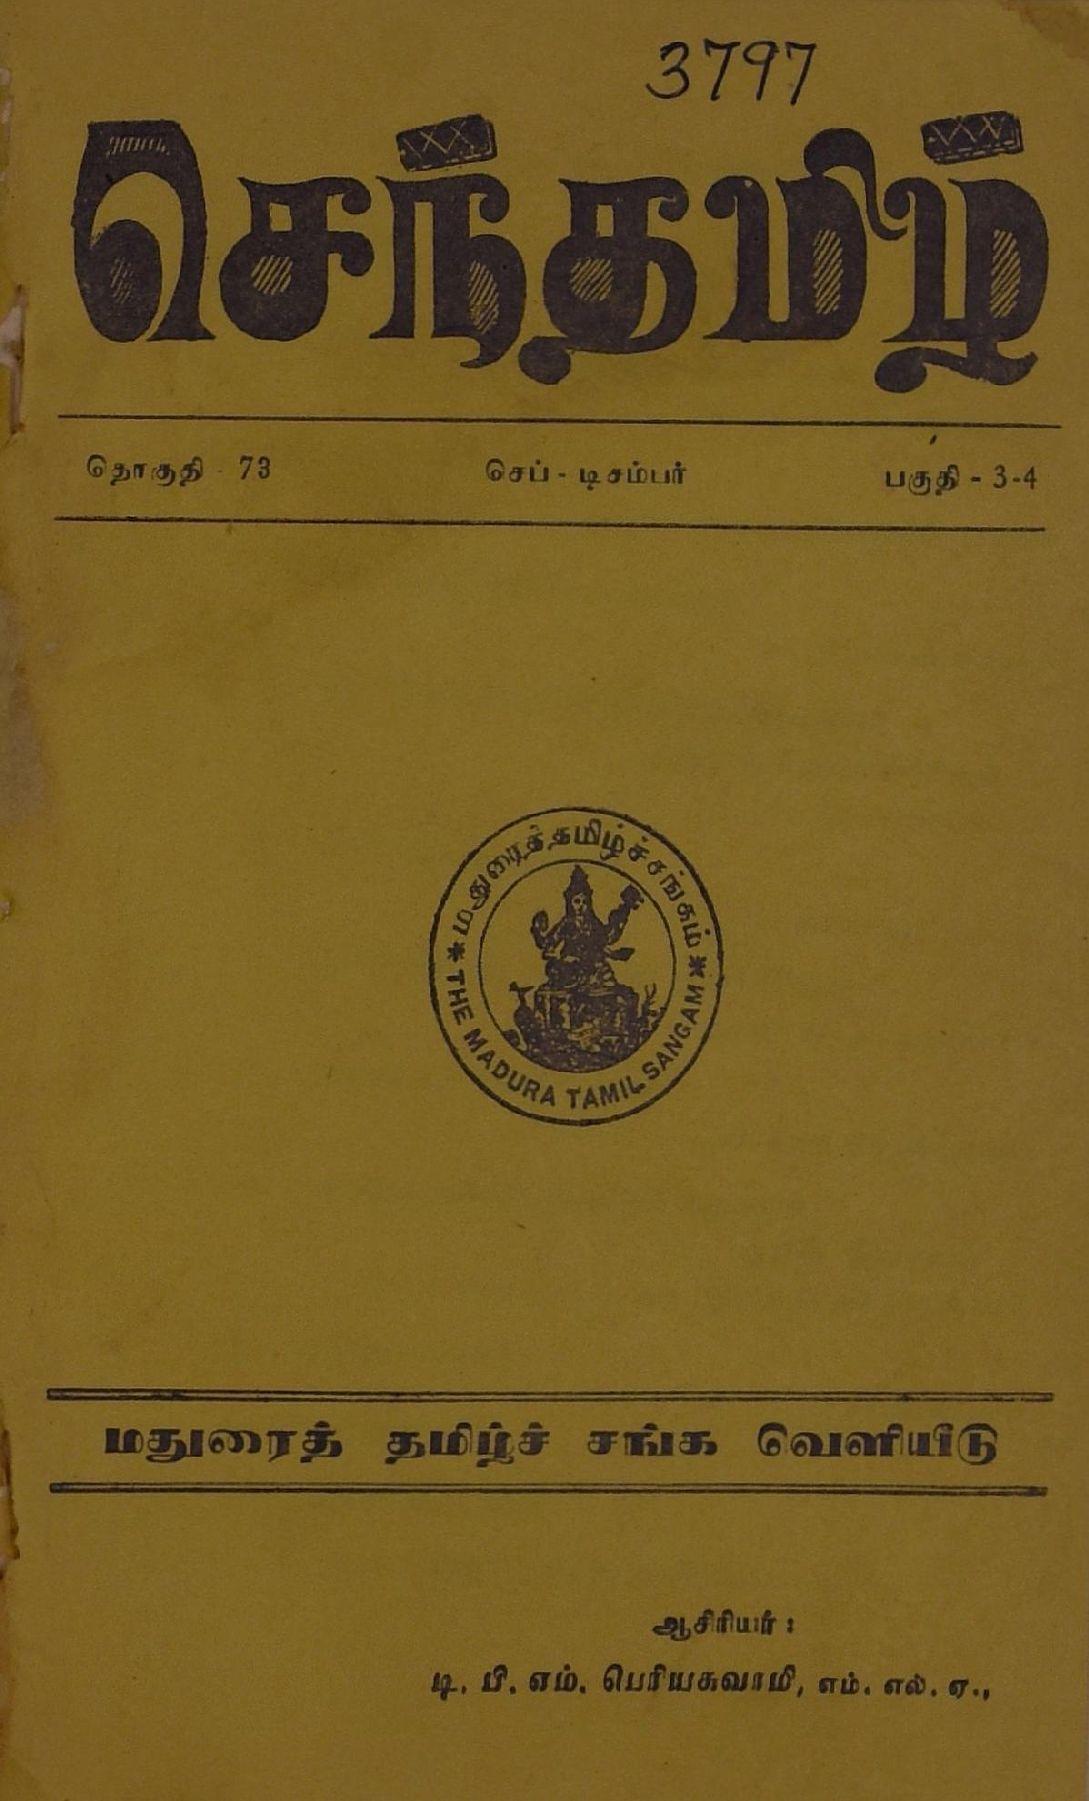 3797
செந்தமிழ்
தொகுதி - 73 செப் - டிசம்பர் பகுதி - 3-4
* மதுரைத்தமிழ்ச்சங்கம் *
THE MADURA TAMIL SANGAM
மதுரைத் தமிழ்ச் சங்க வெளியீடு
ஆசிரியர் :
டி. பி. எம். பெரியசுவாமி, எம். எல். ஏ.,